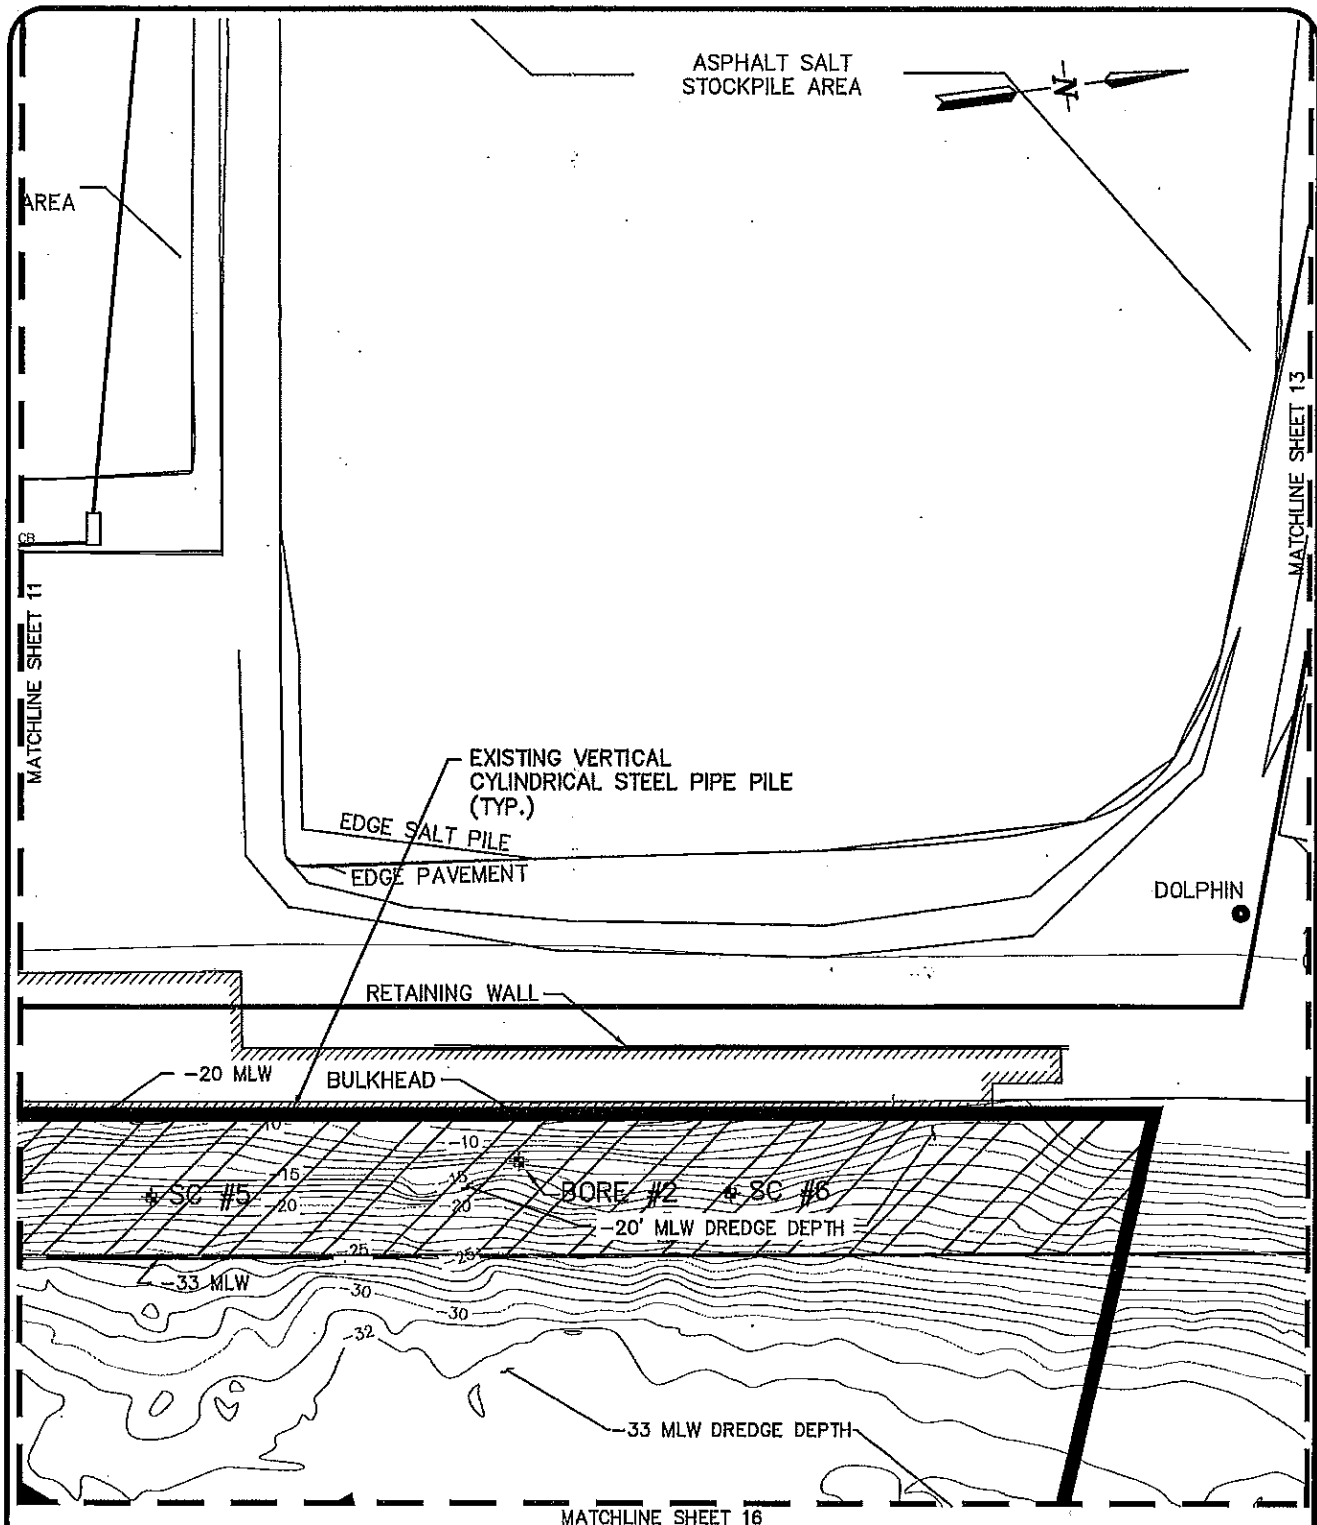 ASPHALT SALT
STOCKPILE AREA
N
AREA
MATCHLINE SHEET 13
CB
MATCHLINE SHEET 11
EXISTING VERTICAL
CYLINDRICAL STEEL PIPE PILE
(TYP.)
EDGE SALT PILE
EDGE PAVEMENT
DOLPHIN
RETAINING WALL
-20 MLW
BULKHEAD
10
-10
-15
15
SC #5
BORE #2
SC #6
-20
-20
-20' MLW DREDGE DEPTH
-25
-25
-33 MLW
-30
-30
-32
-33 MLW DREDGE DEPTH
MATCHLINE SHEET 16